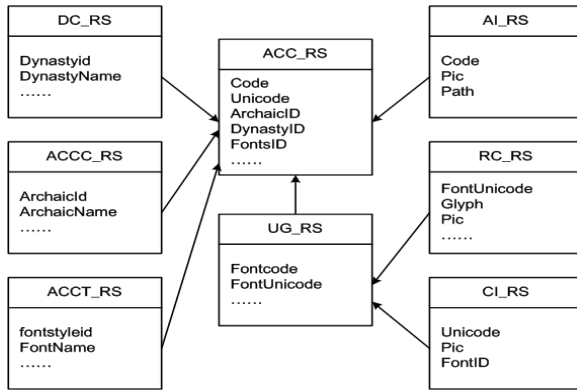 DC_RS
Dynastyid
DynastyName
......
ACCC_RS
ArchaicId
ArchaicName
......
ACCT_RS
fontstyleid
FontName
......
ACC_RS
Code
Unicode
ArchaicID
DynastyID
FontsID
......
UG_RS
Fontcode
FontUnicode
......
AI_RS
Code
Pic
Path
RC_RS
FontUnicode
Glyph
Pic
......
CI_RS
Unicode
Pic
FontID